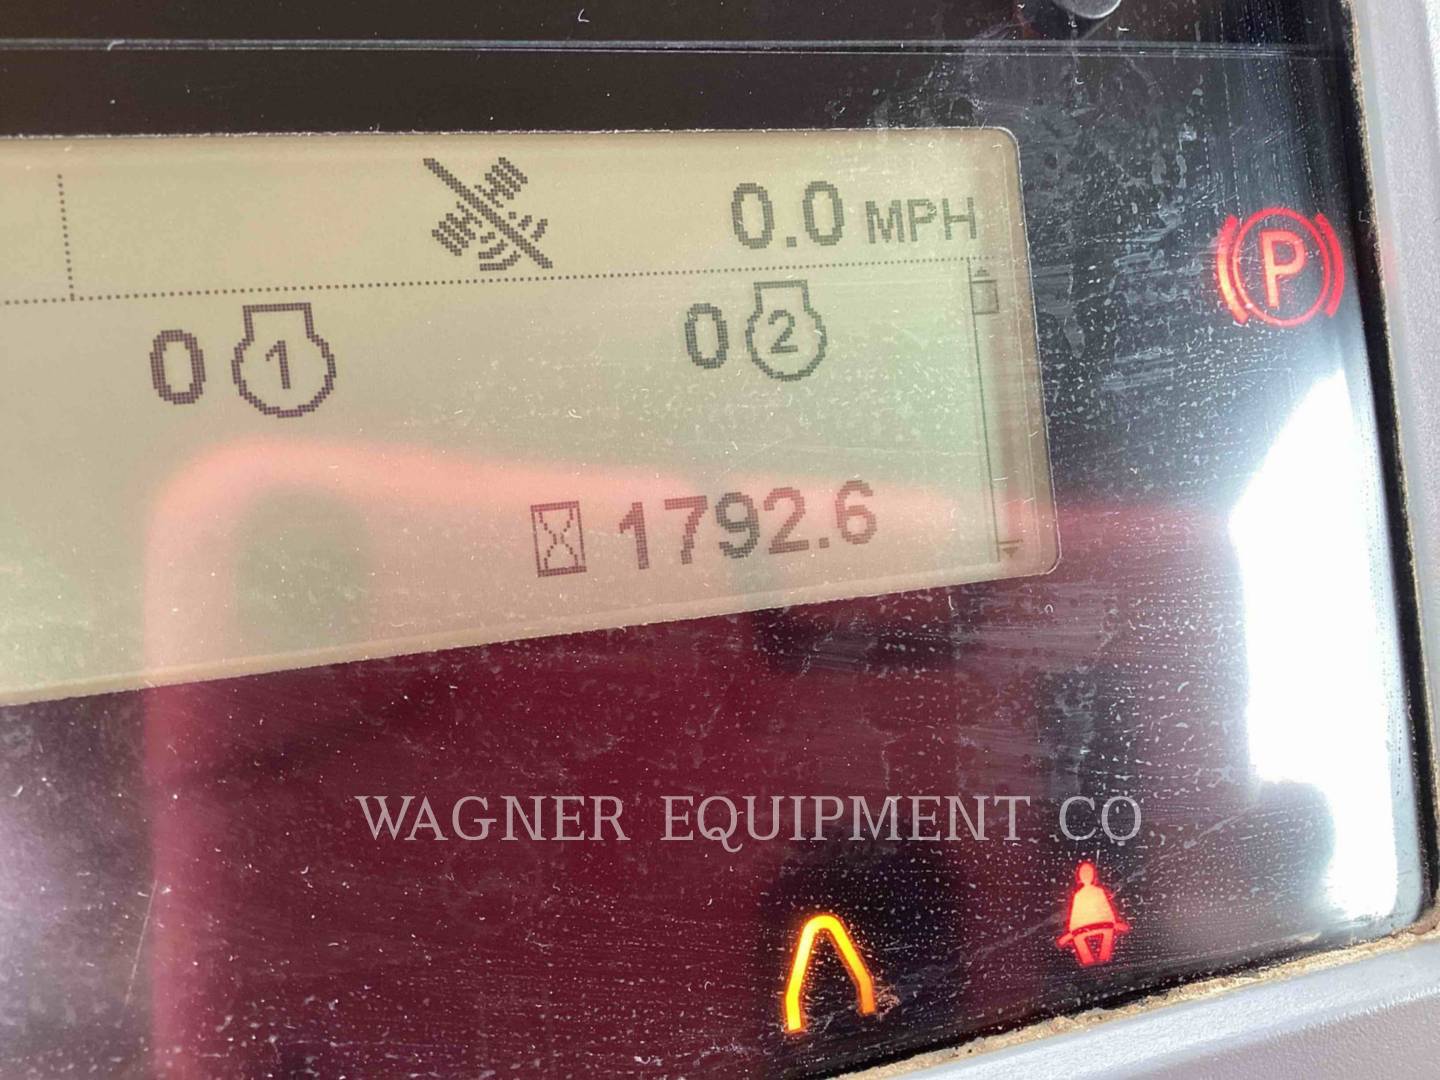 0.0 MPH
0 1 0 2
1792.6
P
WAGNER EQUIPMENT CO